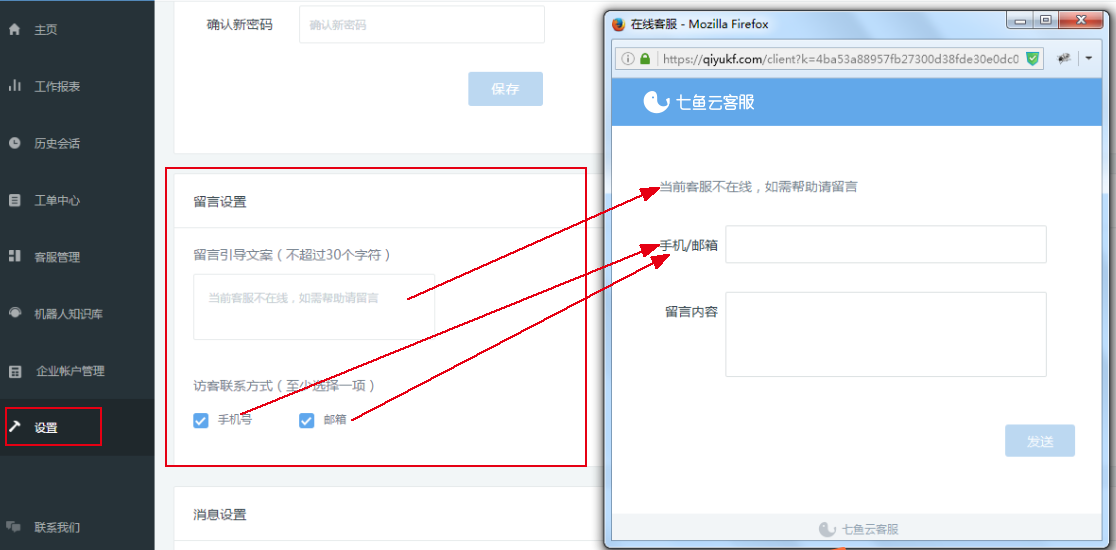 主页
工作报表
历史会话
工单中心
客服管理
机器人知识库
企业帐户管理
设置
联系我们
确认新密码
确认新密码
保存
留言设置
留言引导文案（不超过30个字符）
当前客服不在线，如需帮助请留言
访客联系方式（至少选择一项）
手机号
邮箱
消息设置
在线客服 - Mozilla Firefox
https://qiyukf.com/client?k=4ba53a88957fb27300d38fde30e0dc0
七鱼云客服
当前客服不在线，如需帮助请留言
手机/邮箱
留言内容
发送
七鱼云客服